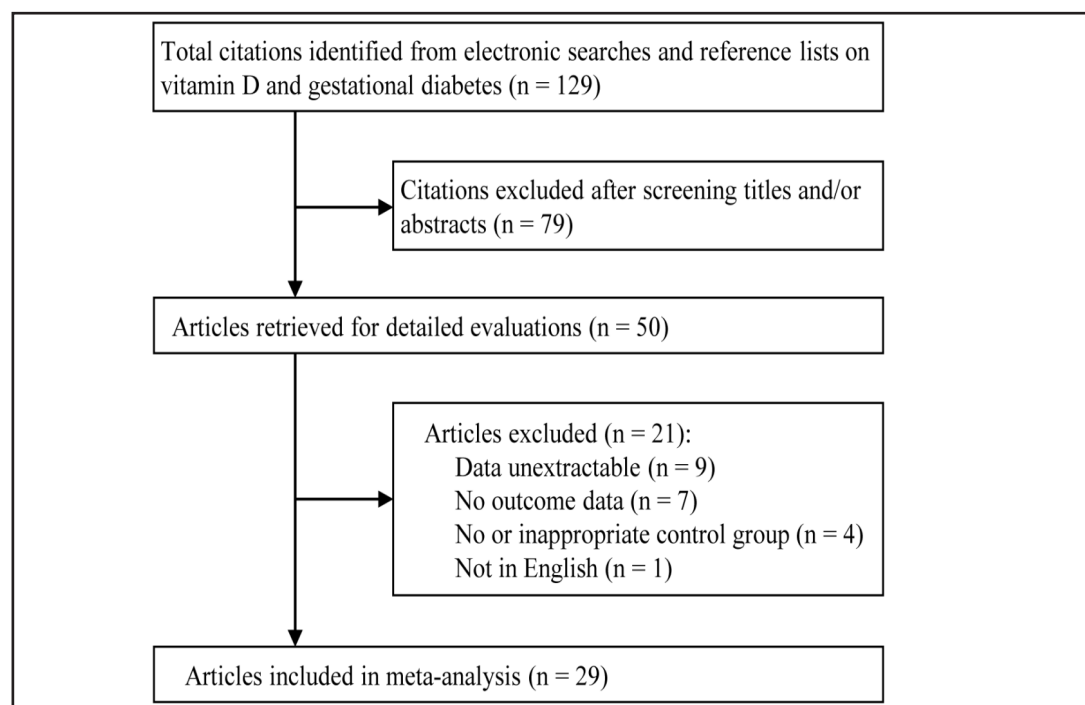 Total citations identified from electronic searches and reference lists on
vitamin D and gestational diabetes (n = 129)
Citations excluded after screening titles and/or
abstracts (n = 79)
Articles retrieved for detailed evaluations (n = 50)
Articles excluded (n = 21):
Data unextractable (n = 9)
No outcome data (n = 7)
No or inappropriate control group (n = 4)
Not in English (n = 1)
Articles included in meta-analysis (n = 29)